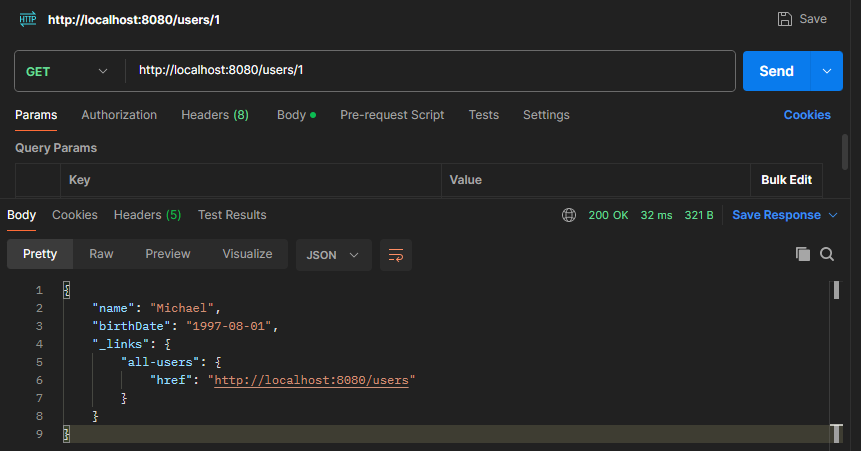 HTTP http://localhost:8080/users/1 Save
GET http://localhost:8080/users/1 Send
Params Authorization Headers (8) Body Pre-request Script Tests Settings Cookies
Query Params
Key Value Bulk Edit
Body Cookies Headers (5) Test Results 200 OK 32 ms 321 B Save Response
Pretty Raw Preview Visualize JSON
1 {
2 "name": "Michael",
3 "birthDate": "1997-08-01",
4 "_links": {
5 "all-users": {
6 "href": "http://localhost:8080/users"
7 }
8 }
9 }